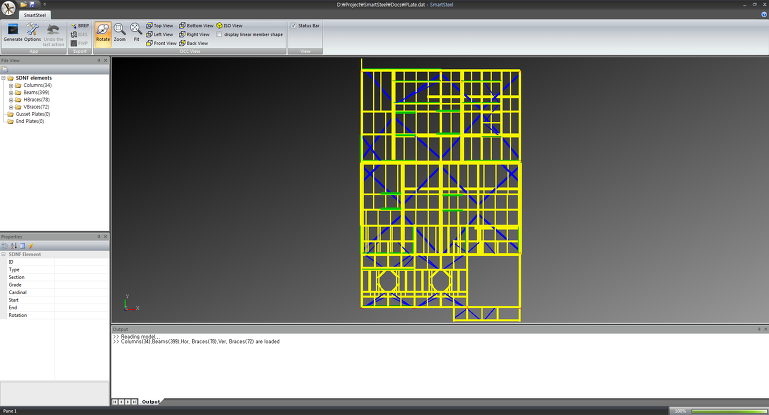 D:₩Project₩SmartSteel₩Docs₩PLate.dat - SmartSteel
SmartSteel
Generate
Options
Undo the last action
App
BREP
IGES
Export
Rotate
Zoom
Fit
Top View
Bottom View
ISO View
Left View
Right View
display linear member shape
Front View
Back View
OCC View
Status Bar
View
File View
SDNF elements
Columns(34)
Beams(399)
HBraces(78)
VBraces(72)
Gusset Plates(0)
End Plates(0)
Properties
SDNF Element
ID
Type
Section
Grade
Cardinal
Start
End
Rotation
Y
X
Output
>> Reading model...
>> Columns(34),Beams(399),Hor, Braces(78),Ver, Braces(72) are loaded
Output
Pane 1
100%